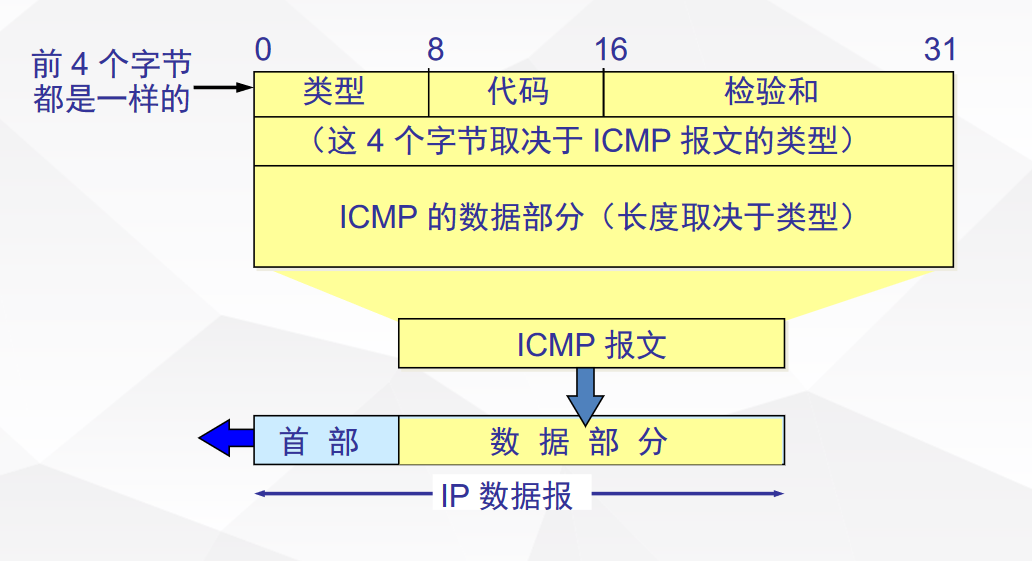 0 8 16 31
前 4 个字节
都是一样的
类型 代码 检验和
（这 4 个字节取决于 ICMP 报文的类型）
ICMP 的数据部分（长度取决于类型）
ICMP 报文
首 部 数 据 部 分
IP 数据报